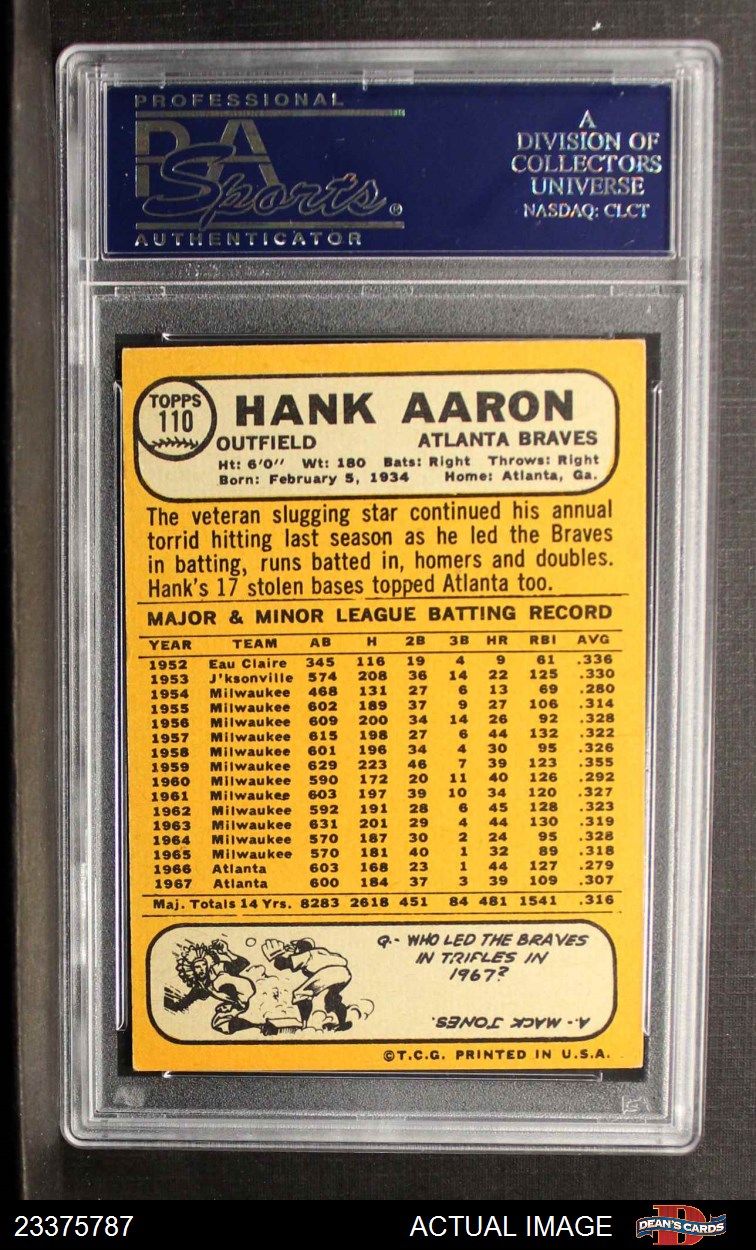 PROFESSIONAL
PSA
Sports®
AUTHENTICATOR
A
DIVISION OF
COLLECTORS
UNIVERSE
NASDAQ: CLCT
TOPPS
110
HANK AARON
OUTFIELD ATLANTA BRAVES
Ht: 6'0" Wt: 180 Bats: Right Throws: Right
Born: February 5, 1934 Home: Atlanta, Ga.
The veteran slugging star continued his annual
torrid hitting last season as he led the Braves
in batting, runs batted in, homers and doubles.
Hank's 17 stolen bases topped Atlanta too.
MAJOR & MINOR LEAGUE BATTING RECORD
YEAR TEAM AB H 2B 3B HR RBI AVG
1952 Eau Claire 345 116 19 4 9 61 .336
1953 J'ksonville 574 208 36 14 22 125 .330
1954 Milwaukee 468 131 27 6 13 69 .280
1955 Milwaukee 602 189 37 9 27 106 .314
1956 Milwaukee 609 200 34 14 26 92 .328
1957 Milwaukee 615 198 27 6 44 132 .322
1958 Milwaukee 601 196 34 4 30 95 .326
1959 Milwaukee 629 223 46 7 39 123 .355
1960 Milwaukee 590 172 20 11 40 126 .292
1961 Milwaukee 603 197 39 10 34 120 .327
1962 Milwaukee 592 191 28 6 45 128 .323
1963 Milwaukee 631 201 29 4 44 130 .319
1964 Milwaukee 570 187 30 2 24 95 .328
1965 Milwaukee 570 181 40 1 32 89 .318
1966 Atlanta 603 168 23 1 44 127 .279
1967 Atlanta 600 184 37 3 39 109 .307
Maj. Totals 14 Yrs. 8283 2618 451 84 481 1541 .316
Q.- WHO LED THE BRAVES
IN TRIPLES IN
1967?
A.- MACK JONES.
©T.C.G. PRINTED IN U.S.A.
23375787 ACTUAL IMAGE DEAN'S CARDS